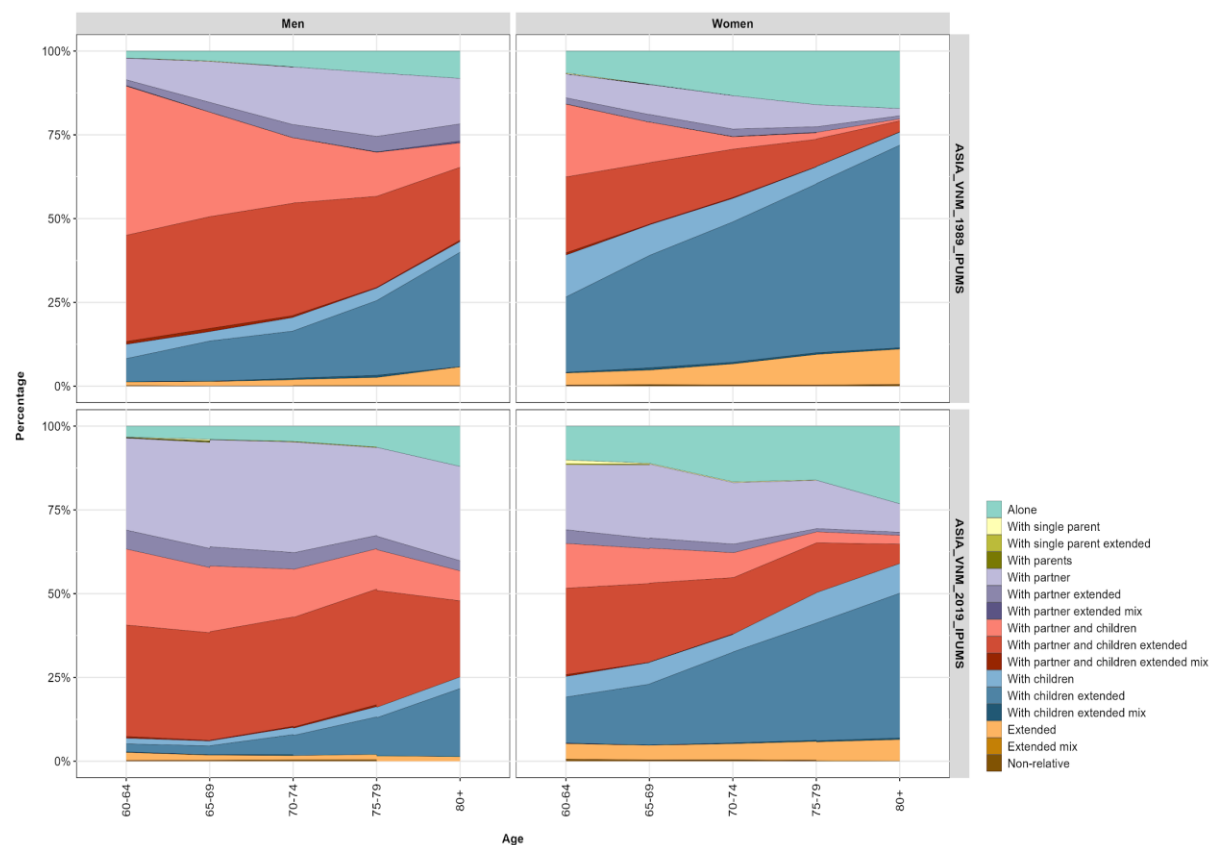 Men
Women
Percentage
100%
75%
50%
25%
0%
ASIA_VNM_1989_IPUMS
100%
75%
50%
25%
0%
ASIA_VNM_2019_IPUMS
60-64
65-69
70-74
75-79
80+
60-64
65-69
70-74
75-79
80+
Age
Alone
With single parent
With single parent extended
With parents
With partner
With partner extended
With partner extended mix
With partner and children
With partner and children extended
With partner and children extended mix
With children
With children extended
With children extended mix
Extended
Extended mix
Non-relative